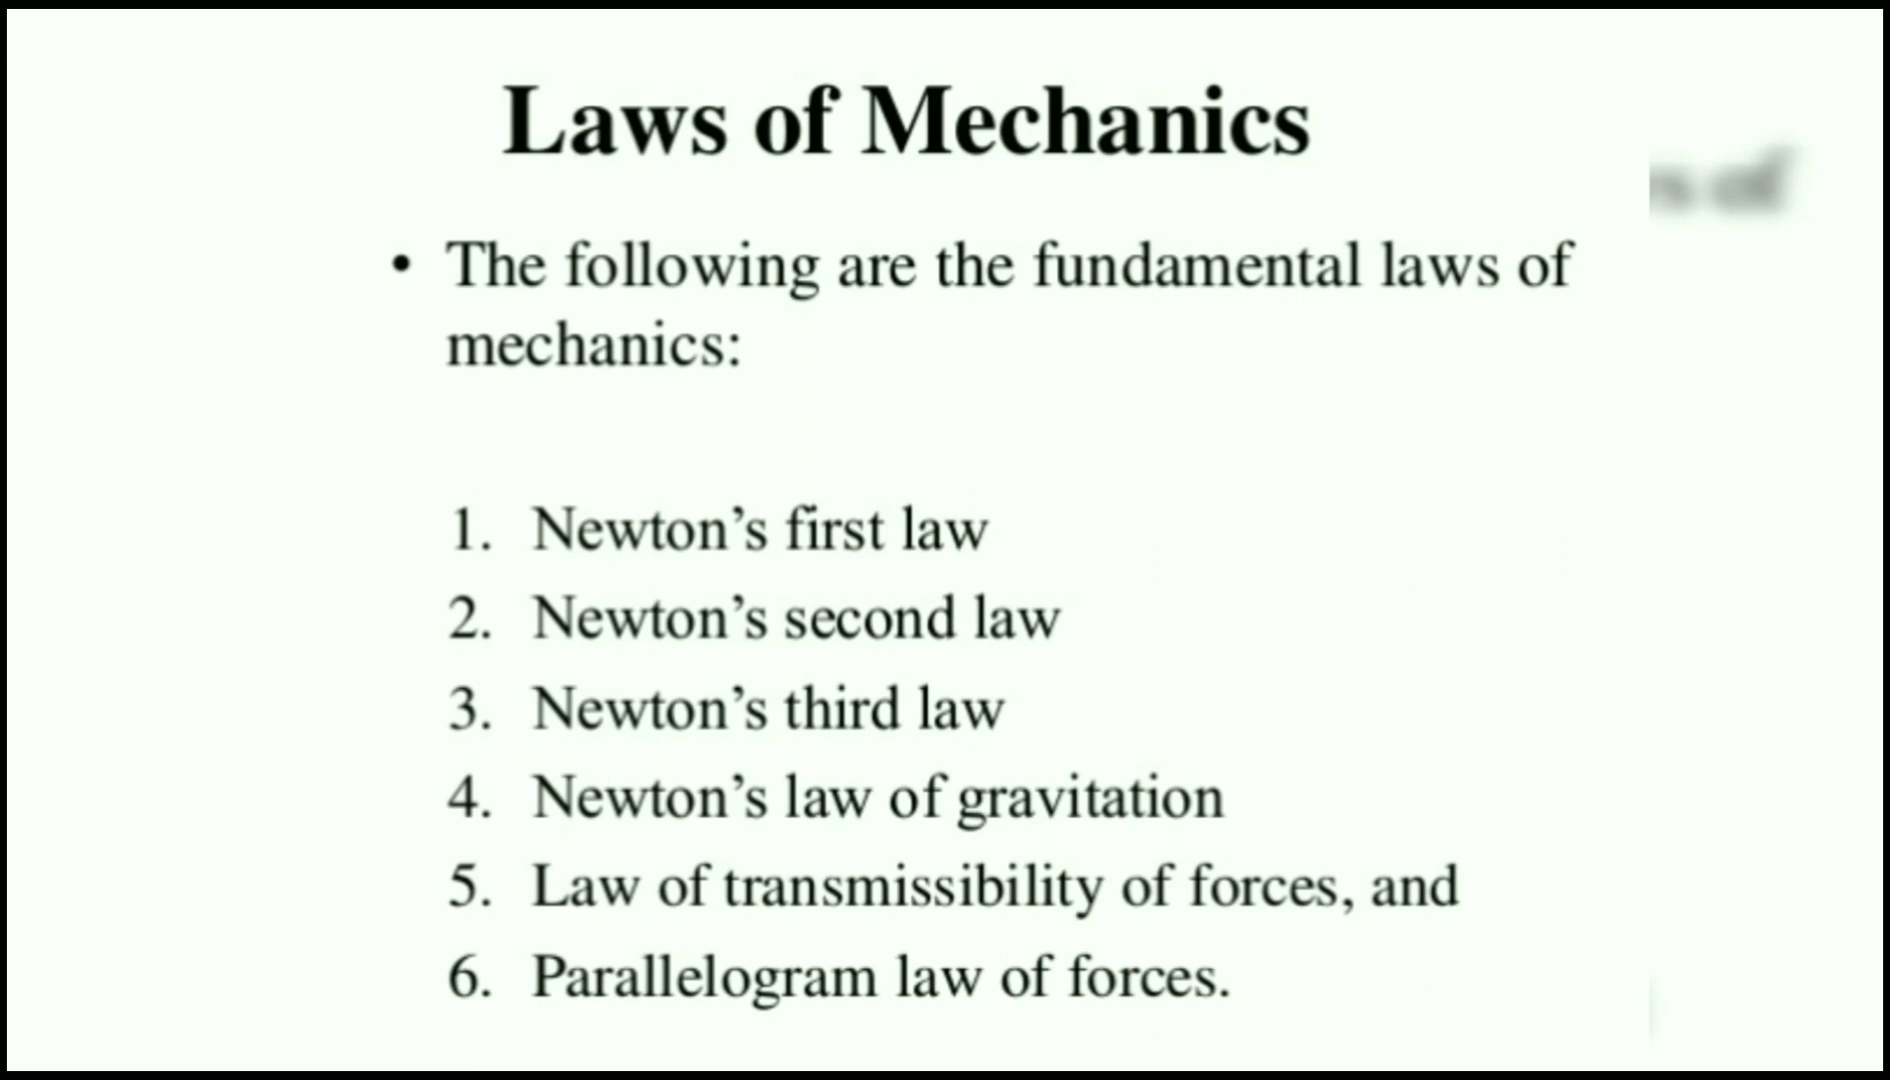 Laws of Mechanics
• The following are the fundamental laws of
mechanics:
1. Newton’s first law
2. Newton’s second law
3. Newton’s third law
4. Newton’s law of gravitation
5. Law of transmissibility of forces, and
6. Parallelogram law of forces.